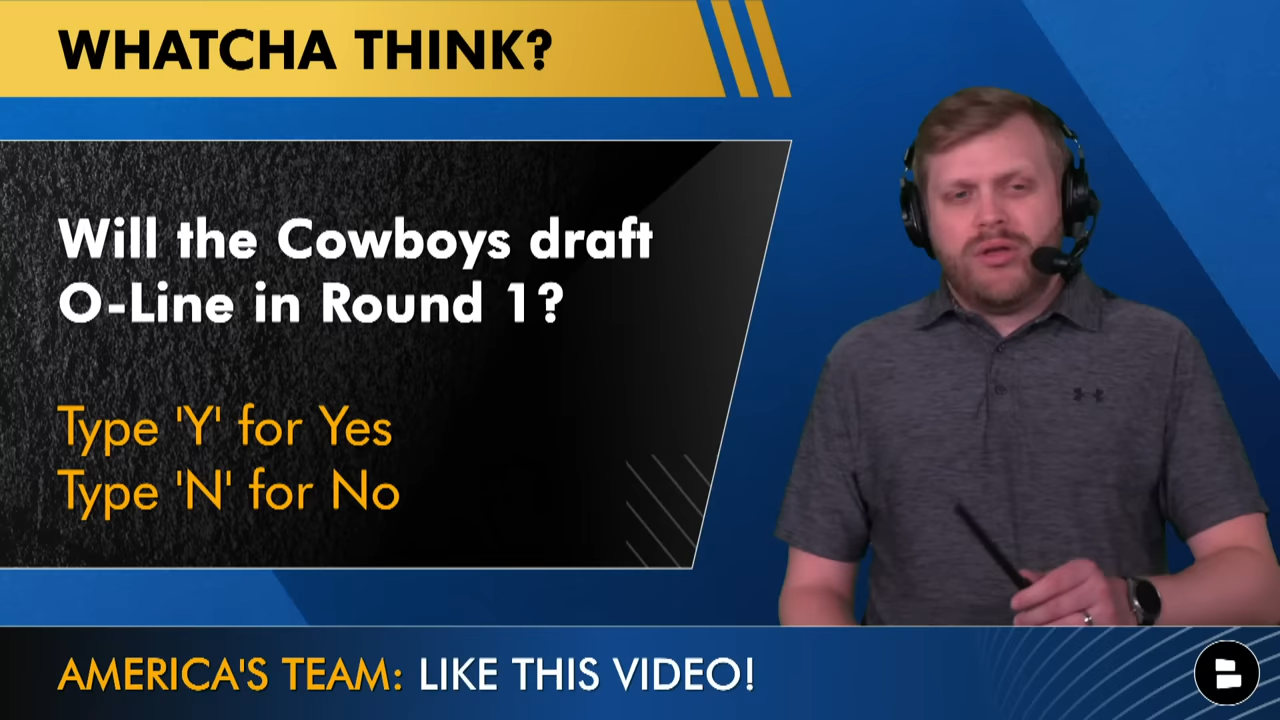 WHATCHA THINK?
Will the Cowboys draft
O-Line in Round 1?
Type 'Y' for Yes
Type 'N' for No
AMERICA'S TEAM: LIKE THIS VIDEO!